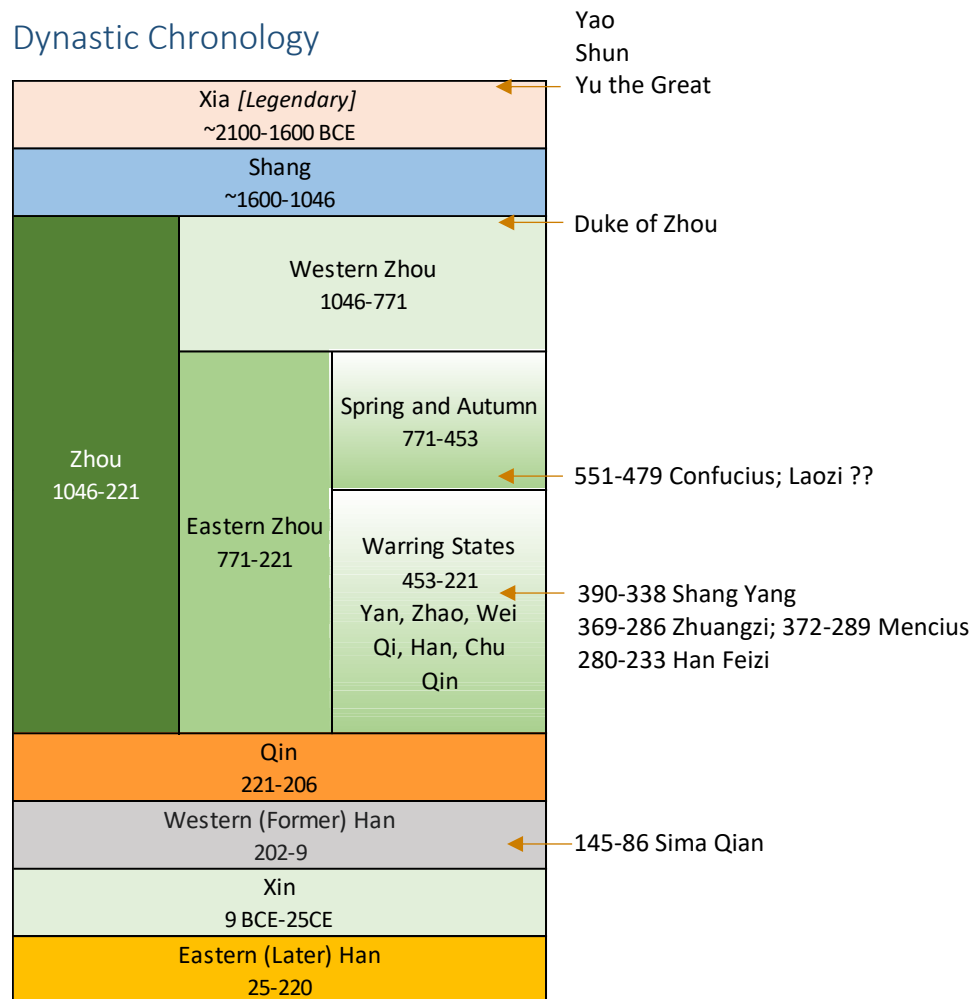 Dynastic Chronology
Yao
Shun
Yu the Great
Xia [Legendary]
~2100-1600 BCE
Shang
~1600-1046
Duke of Zhou
Western Zhou
1046-771
Spring and Autumn
771-453
Zhou
1046-221
551-479 Confucius; Laozi ??
Eastern Zhou
771-221
Warring States
453-221
Yan, Zhao, Wei
Qi, Han, Chu
Qin
390-338 Shang Yang
369-286 Zhuangzi; 372-289 Mencius
280-233 Han Feizi
Qin
221-206
Western (Former) Han
202-9
145-86 Sima Qian
Xin
9 BCE-25CE
Eastern (Later) Han
25-220